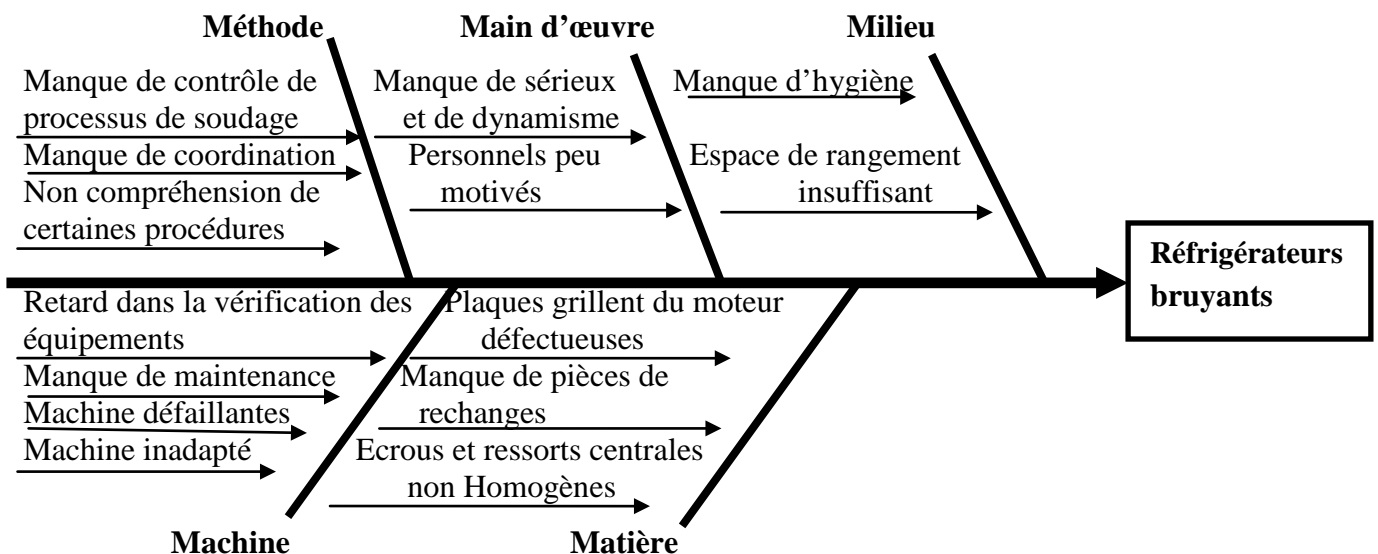 Méthode
Main d’œuvre
Milieu
Manque de contrôle de
processus de soudage
Manque de coordination
Non compréhension de
certaines procédures
Manque de sérieux
et de dynamisme
Personnels peu
motivés
Manque d’hygiène
Espace de rangement
insuffisant
Réfrigérateurs
bruyants
Retard dans la vérification des
équipements
Manque de maintenance
Machine défaillantes
Machine inadapté
Plaques grillent du moteur
défectueuses
Manque de pièces de
rechanges
Ecrous et ressorts centrales
non Homogènes
Machine
Matière